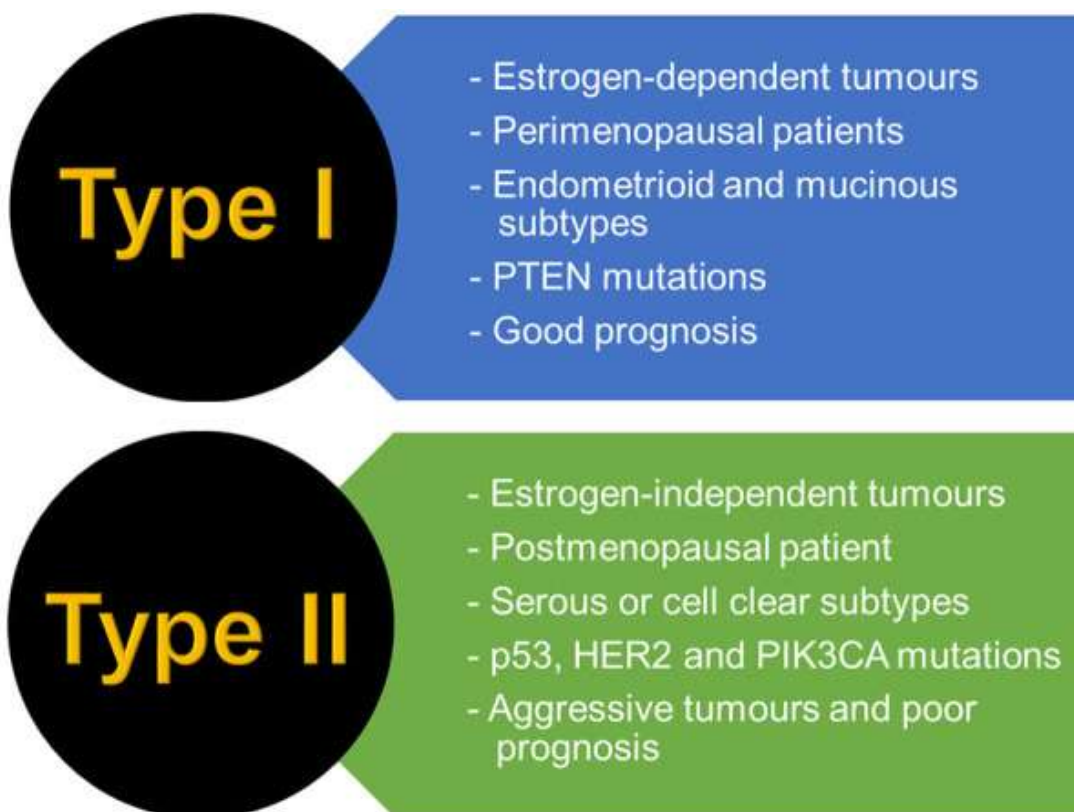 Type I
- Estrogen-dependent tumours
- Perimenopausal patients
- Endometrioid and mucinous
subtypes
- PTEN mutations
- Good prognosis
Type II
- Estrogen-independent tumours
- Postmenopausal patient
- Serous or cell clear subtypes
- p53, HER2 and PIK3CA mutations
- Aggressive tumours and poor
prognosis